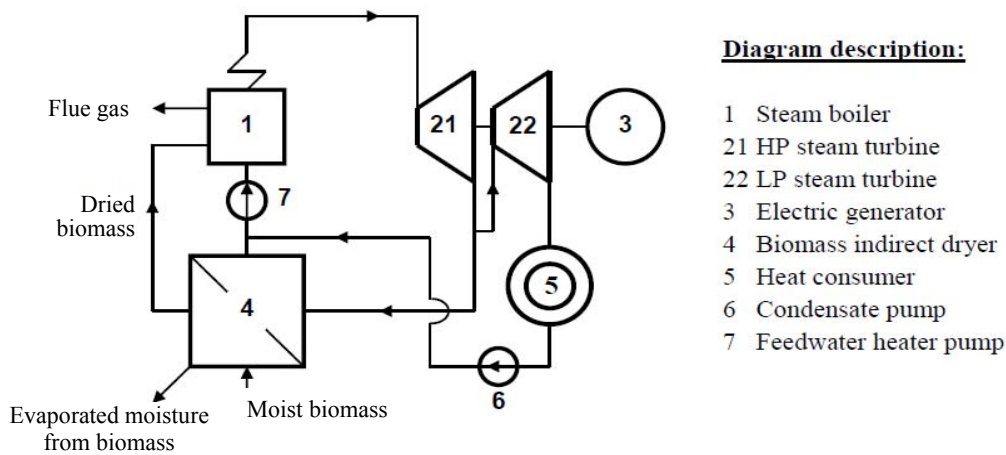 Flue gas
1
21
22
3
Dried
biomass
7
4
5
6
Evaporated moisture
from biomass
Moist biomass
Diagram description:
1 Steam boiler
21 HP steam turbine
22 LP steam turbine
3 Electric generator
4 Biomass indirect dryer
5 Heat consumer
6 Condensate pump
7 Feedwater heater pump